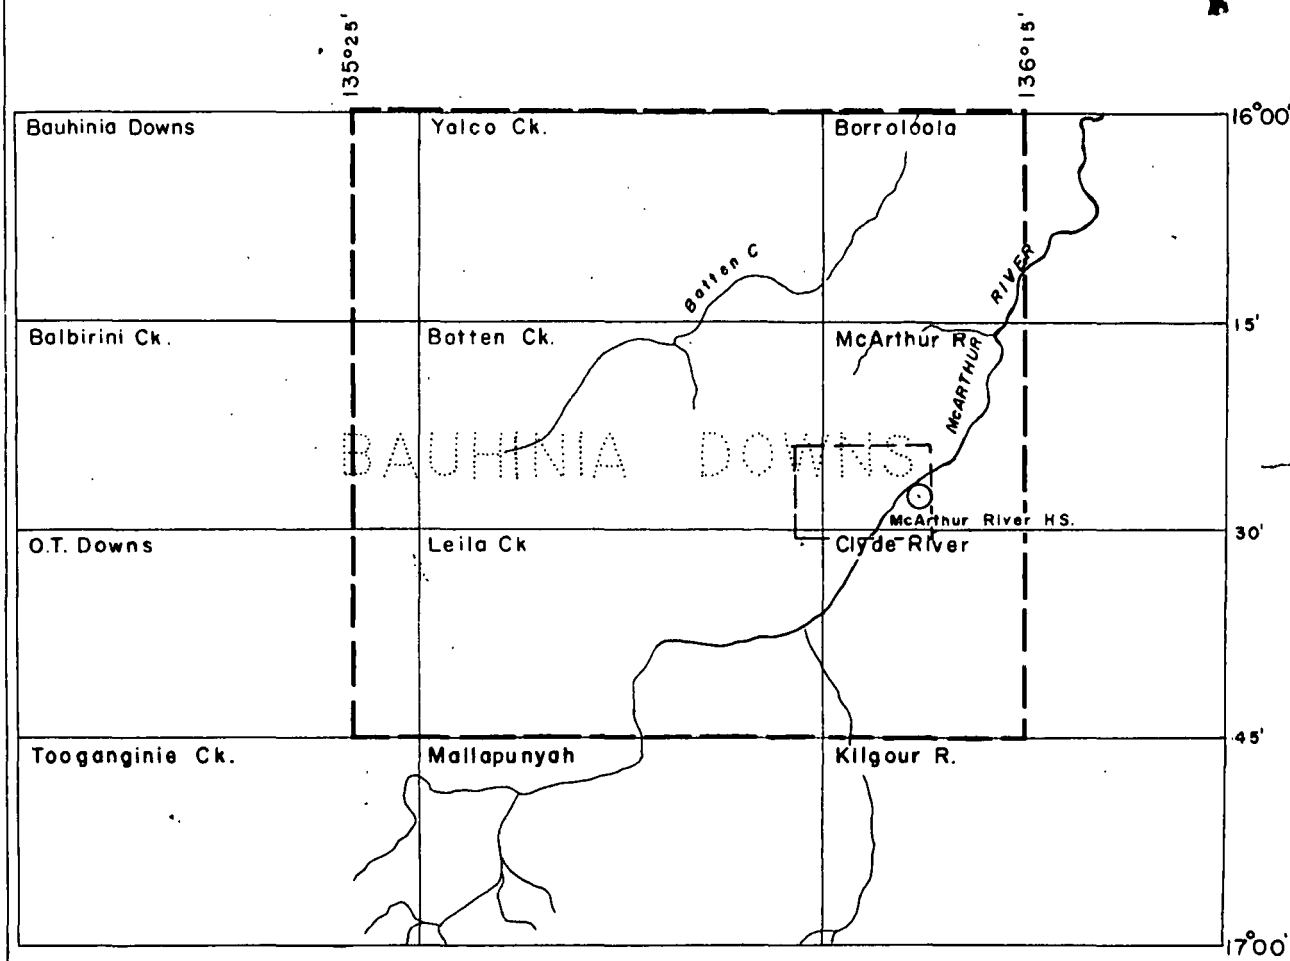 135°25'
136°15'
16°00'
Bauhinia Downs
Yalco Ck.
Borroloola
Batten C
RIVER
15'
Balbirini Ck.
Batten Ck.
McArthur R.
McARTHUR
BAUHINIA DOWNS
McArthur River HS.
30'
O.T. Downs
Leila Ck
Clyde River
45'
Tooganginie Ck.
Mallapunyah
Kilgour R.
17°00'